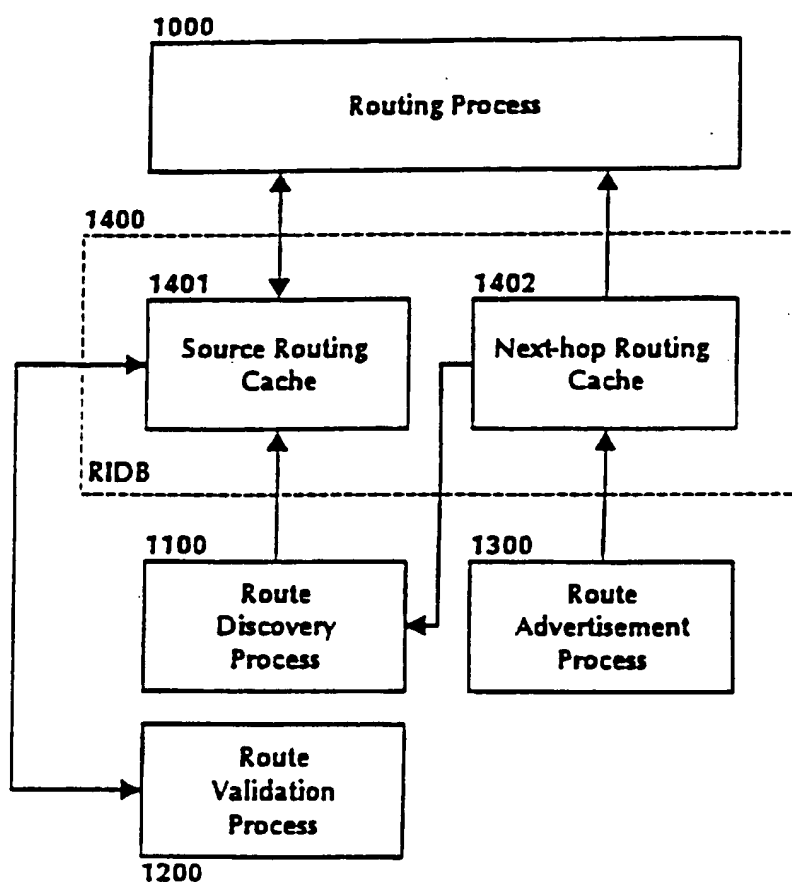 1000
Routing Process
1400
1401
1402
Source Routing
Cache
Next-hop Routing
Cache
RIDB
1100
1300
Route
Discovery
Process
Route
Advertisement
Process
Route
Validation
Process
1200